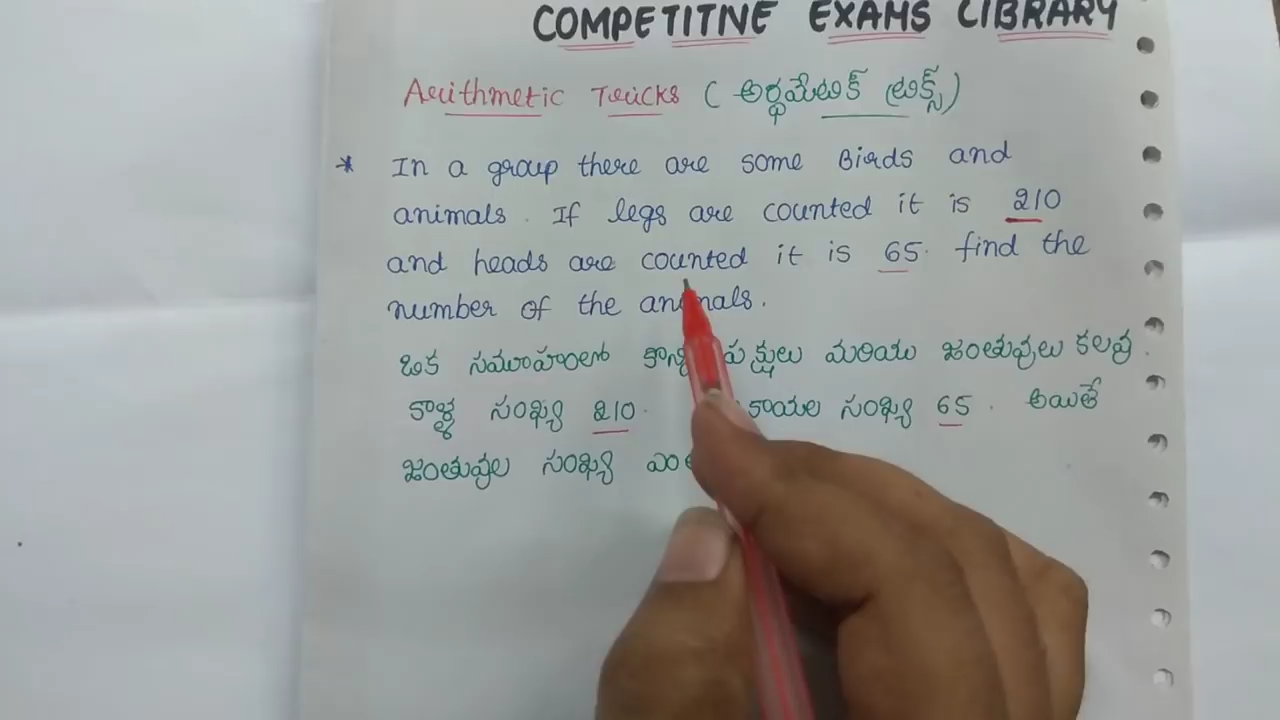 COMPETITNE EXAMS LIBRARY
Arithmetic Tricks ( అర్థమేటిక్ ట్రిక్స్)
* In a group there are some Birds and
animals. If legs are counted it is 210
and heads are counted it is 65. find the
number of the animals.
ఒక సమూహంలో పక్షులు మరియు జంతువులు కలవు.
కాళ్ళ సంఖ్య 210. సంఖ్య 65. అయితే
జంతువుల సంఖ్య